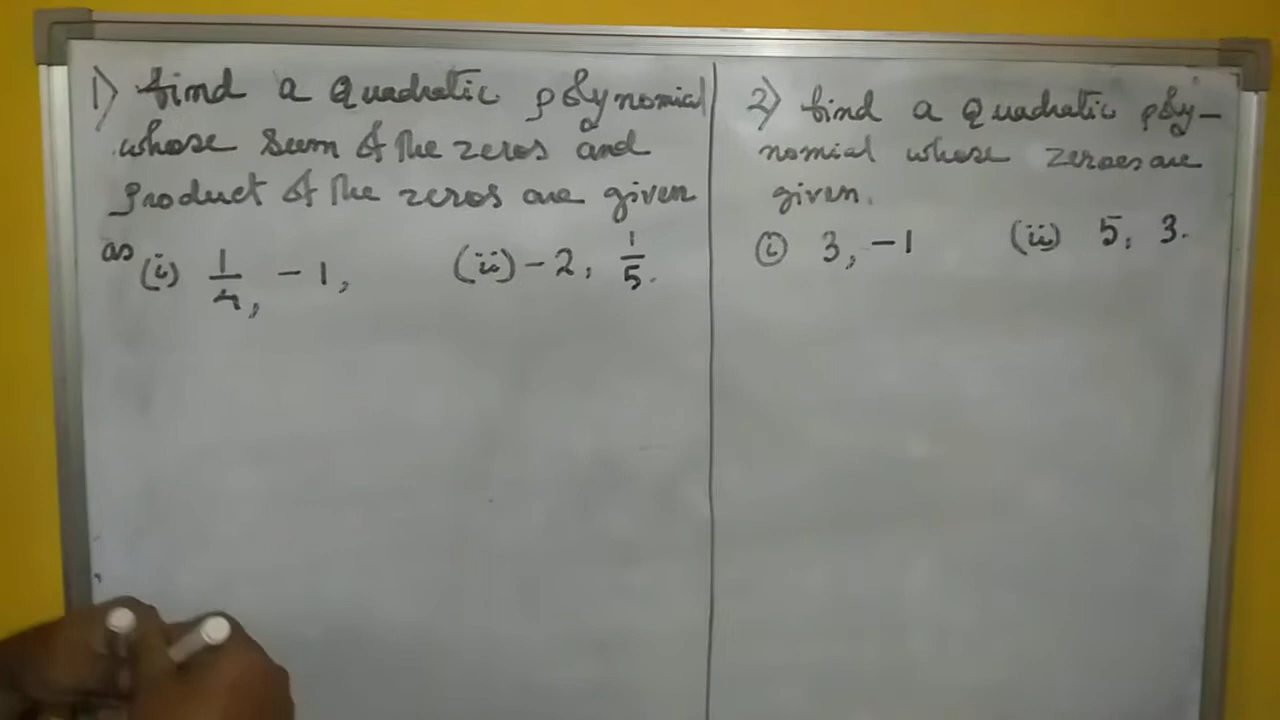 1) find a Quadratic polynomial
whose sum of the zeros and
product of the zeros are given
as (i) 1/4, -1, (ii) -2, 1/5.
2) find a Quadratic poly-
nomial whose zeroes are
given.
(i) 3, -1 (ii) 5, 3.